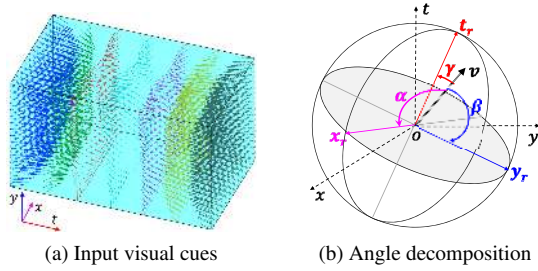 y
x
t
t
t_r
γ
v
α
β
x_r
o
y
x
y_r
(a) Input visual cues
(b) Angle decomposition